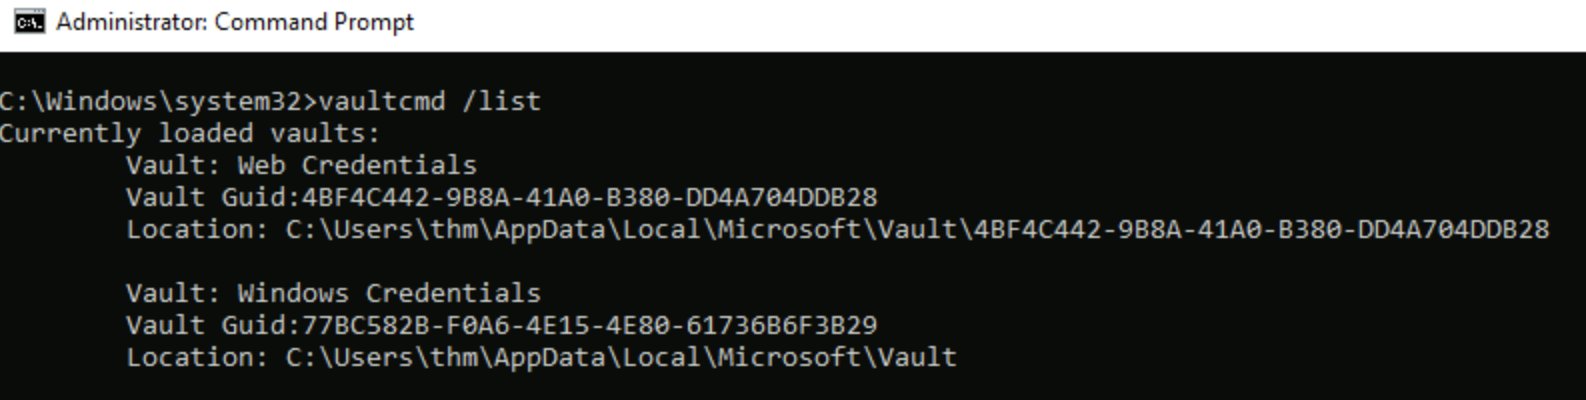 Administrator: Command Prompt
C:\Windows\system32>vaultcmd /list
Currently loaded vaults:
Vault: Web Credentials
Vault Guid:4BF4C442-9B8A-41A0-B380-DD4A704DDB28
Location: C:\Users\thm\AppData\Local\Microsoft\Vault\4BF4C442-9B8A-41A0-B380-DD4A704DDB28
Vault: Windows Credentials
Vault Guid:77BC582B-F0A6-4E15-4E80-61736B6F3B29
Location: C:\Users\thm\AppData\Local\Microsoft\Vault